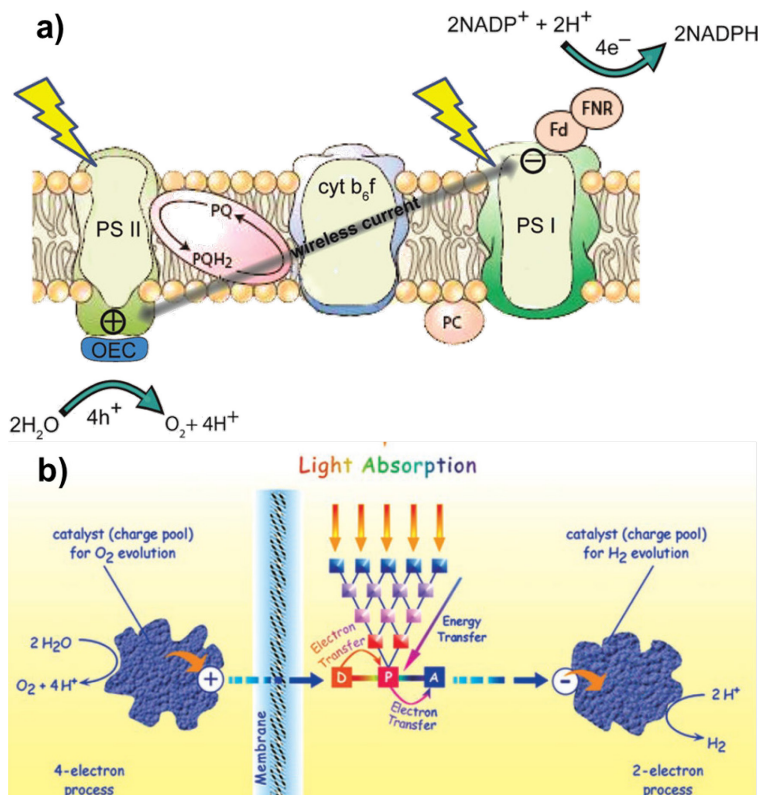 a)
2NADP⁺ + 2H⁺
4e⁻
2NADPH
FNR
Fd
cyt b₆f
PS II
PQ
PQH₂
wireless current
PS I
PC
OEC
2H₂O
4h⁺
O₂ + 4H⁺
b)
Light Absorption
catalyst (charge pool)
for O₂ evolution
catalyst (charge pool)
for H₂ evolution
Energy
Transfer
Electron
Transfer
2 H₂O
O₂ + 4H⁺
+
D
P
A
-
2 H⁺
H₂
Electron
Transfer
Membrane
4-electron
process
2-electron
process